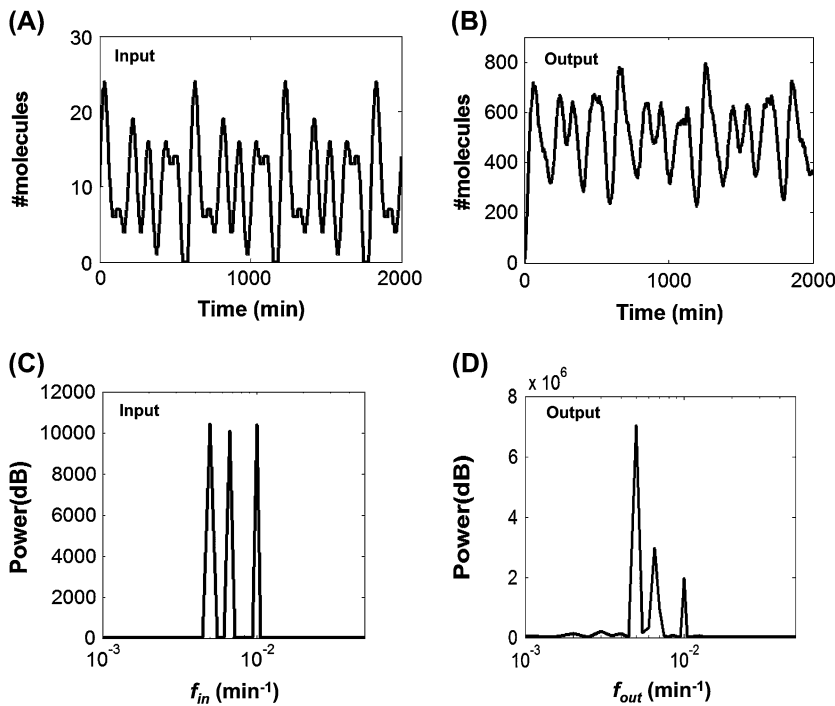 (A)
30
20
10
0
Input
#molecules
0
1000
2000
Time (min)
(B)
800
600
400
200
0
Output
#molecules
0
1000
2000
Time (min)
(C)
12000
10000
8000
6000
4000
2000
0
Input
Power(dB)
10⁻³
10⁻²
f_in (min⁻¹)
(D)
x 10⁶
8
6
4
2
0
Output
Power(dB)
10⁻³
10⁻²
f_out (min⁻¹)